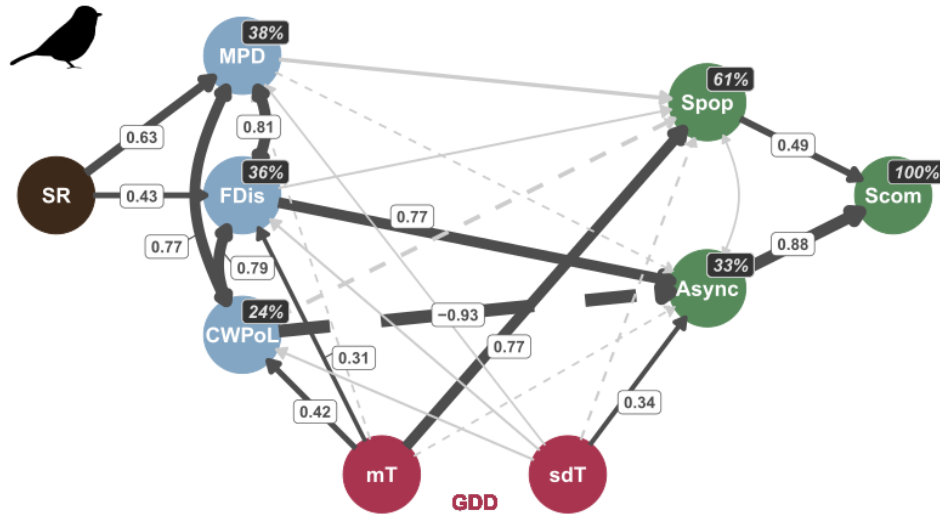 38%
MPD
61%
Spop
0.63
0.81
0.49
36%
100%
SR
0.43
FDis
Scom
0.77
0.77
0.79
0.88
33%
Async
24%
CWPoL
−0.93
0.77
0.31
0.42
0.34
mT
sdT
GDD